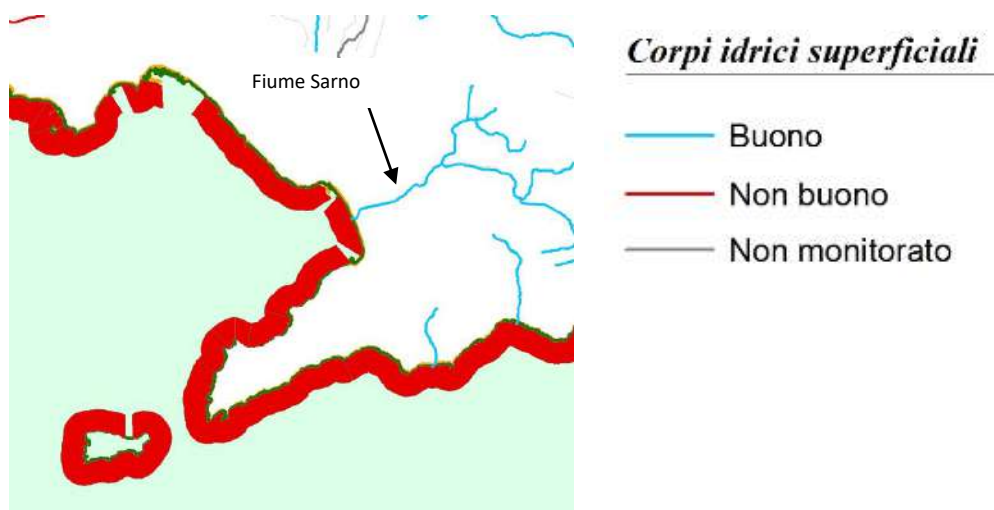 Fiume Sarno
Corpi idrici superficiali
Buono
Non buono
Non monitorato